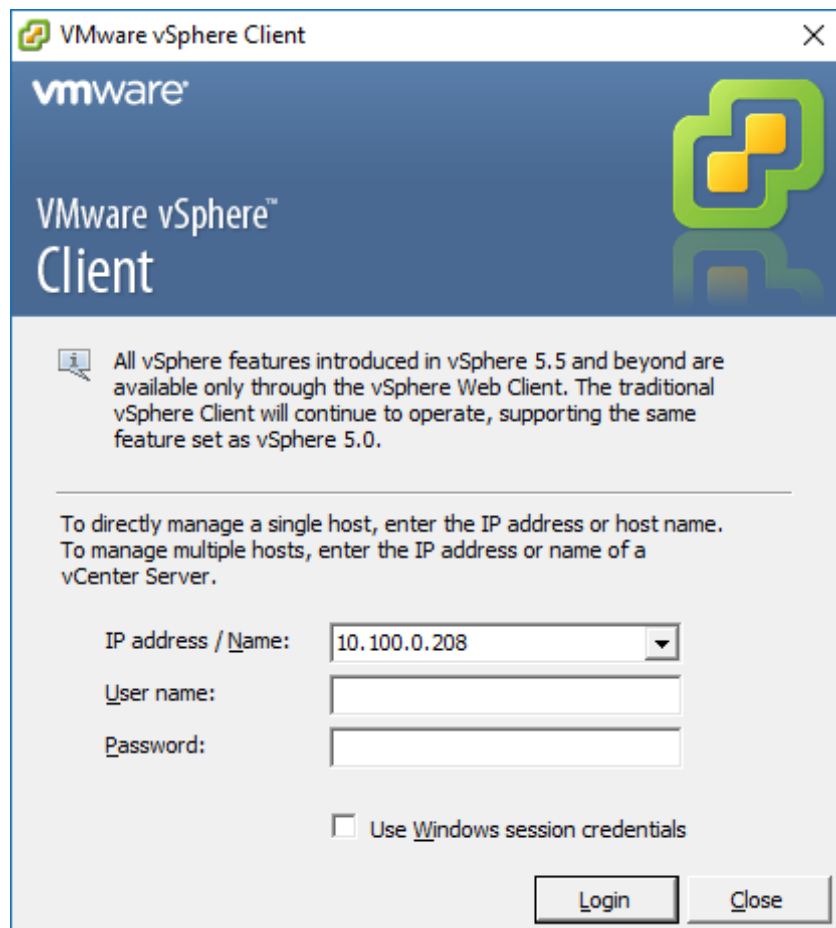 VMware vSphere Client
vmware
VMware vSphere™
Client
All vSphere features introduced in vSphere 5.5 and beyond are
available only through the vSphere Web Client. The traditional
vSphere Client will continue to operate, supporting the same
feature set as vSphere 5.0.
To directly manage a single host, enter the IP address or host name.
To manage multiple hosts, enter the IP address or name of a
vCenter Server.
IP address / Name: 10.100.0.208
User name:
Password:
Use Windows session credentials
Login Close